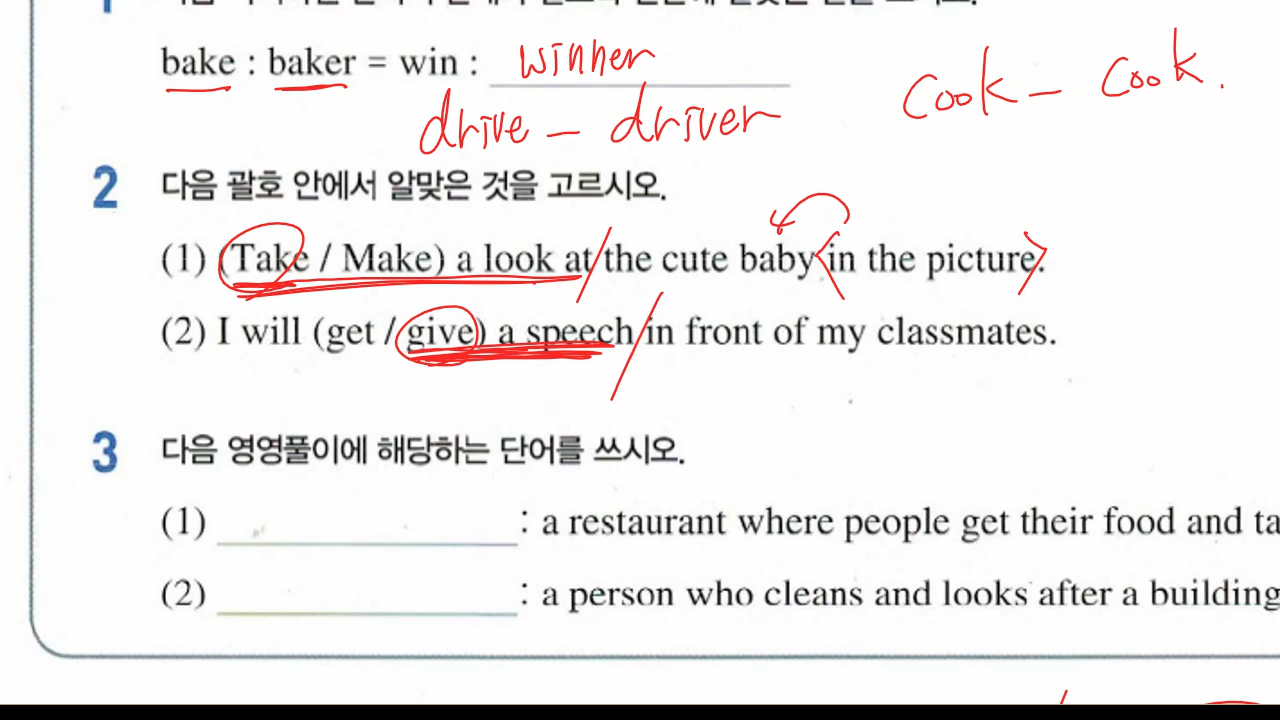 1
bake : baker = win : winner
cook - cook.
drive - driver
2 다음 괄호 안에서 알맞은 것을 고르시오.
(1) (Take / Make) a look at the cute baby in the picture.
(2) I will (get / give) a speech in front of my classmates.
3 다음 영영풀이에 해당하는 단어를 쓰시오.
(1) : a restaurant where people get their food and ta
(2) : a person who cleans and looks after a building